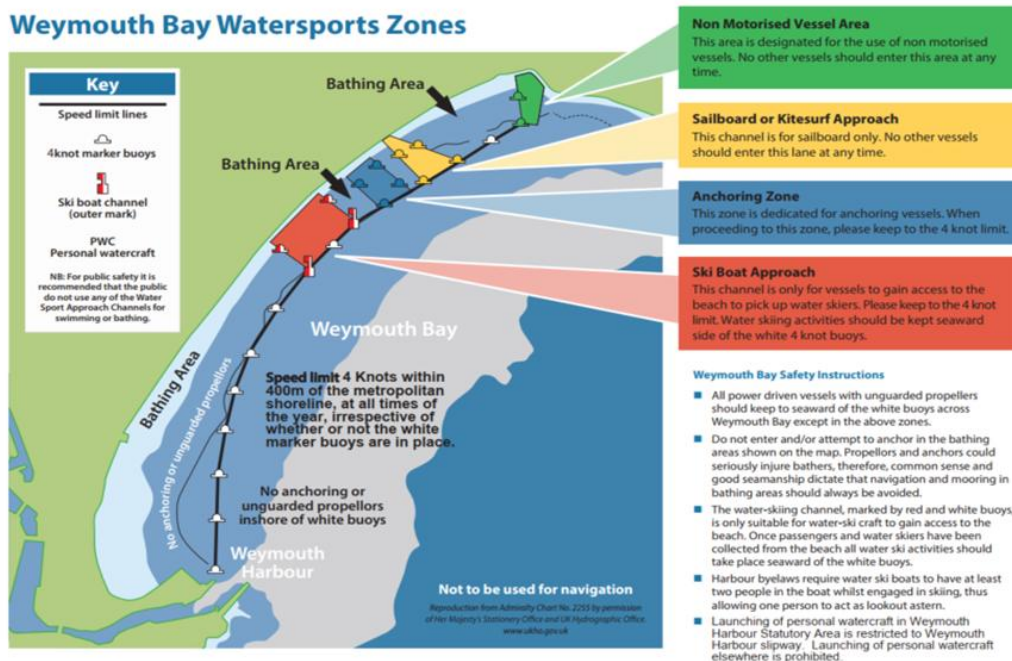 Weymouth Bay Watersports Zones
Key
Speed limit lines
4knot marker buoys
Ski boat channel
(outer mark)
PWC
Personal watercraft
NB: For public safety it is
recommended that the public
do not use any of the Water
Sport Approach Channels for
swimming or bathing.
Bathing Area
Bathing Area
Bathing Area
No anchoring or unguarded propellors
Weymouth Bay
Speed limit 4 Knots within
400m of the metropolitan
shoreline, at all times of
the year, irrespective of
whether or not the white
marker buoys are in place.
No anchoring or
unguarded propellors
inshore of white buoys
Weymouth
Harbour
Not to be used for navigation
Reproduction from Admiralty Chart No. 2255 by permission
of Her Majesty's Stationery Office and UK Hydrographic Office.
www.ukho.gov.uk
Non Motorised Vessel Area
This area is designated for the use of non motorised
vessels. No other vessels should enter this area at any
time.
Sailboard or Kitesurf Approach
This channel is for sailboard only. No other vessels
should enter this lane at any time.
Anchoring Zone
This zone is dedicated for anchoring vessels. When
proceeding to this zone, please keep to the 4 knot limit.
Ski Boat Approach
This channel is only for vessels to gain access to the
beach to pick up water skiers. Please keep to the 4 knot
limit. Water skiing activities should be kept seaward
side of the white 4 knot buoys.
Weymouth Bay Safety Instructions
■ All power driven vessels with unguarded propellers
should keep to seaward of the white buoys across
Weymouth Bay except in the above zones.
■ Do not enter and/or attempt to anchor in the bathing
areas shown on the map. Propellors and anchors could
seriously injure bathers, therefore, common sense and
good seamanship dictate that navigation and mooring in
bathing areas should always be avoided.
■ The water-skiing channel, marked by red and white buoys,
is only suitable for water-ski craft to gain access to the
beach. Once passengers and water skiers have been
collected from the beach all water ski activities should
take place seaward of the white buoys.
■ Harbour byelaws require water ski boats to have at least
two people in the boat whilst engaged in skiing, thus
allowing one person to act as lookout astern.
■ Launching of personal watercraft in Weymouth
Harbour Statutory Area is restricted to Weymouth
Harbour slipway. Launching of personal watercraft
elsewhere is prohibited.